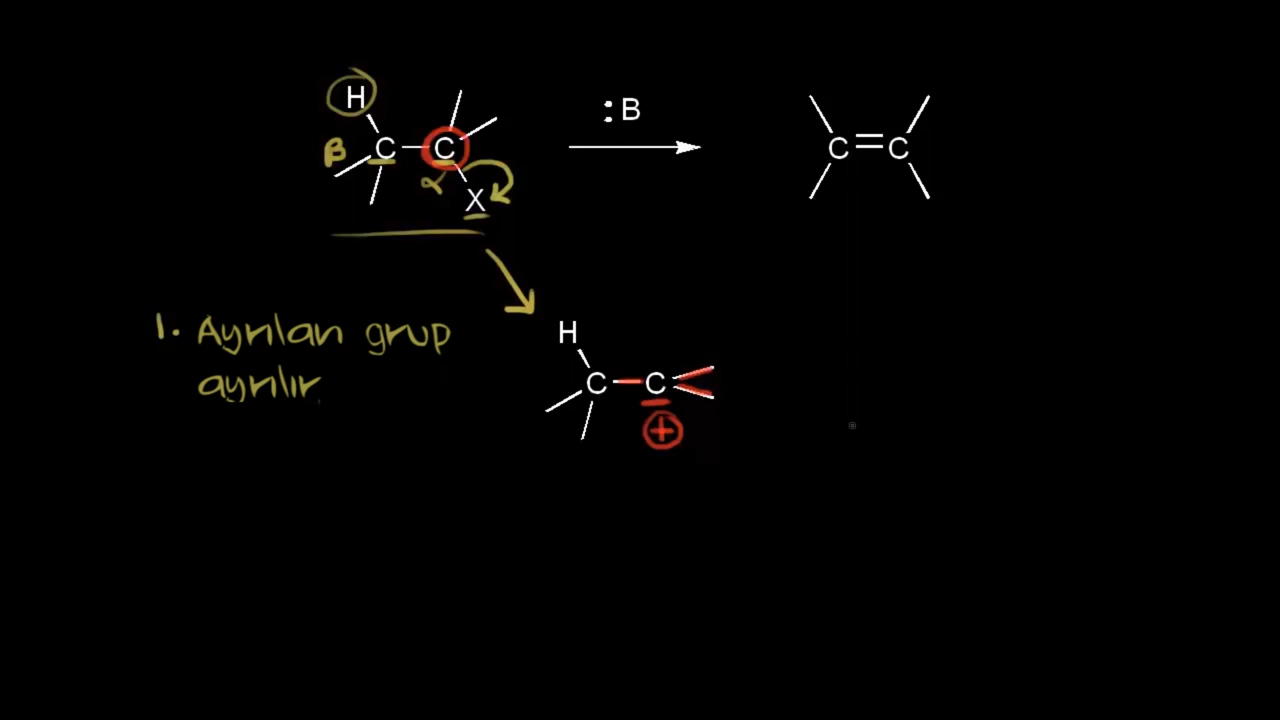 H
:B
β C C C=C
α
X
1. Ayrılan grup
ayrılır
H
C C
+